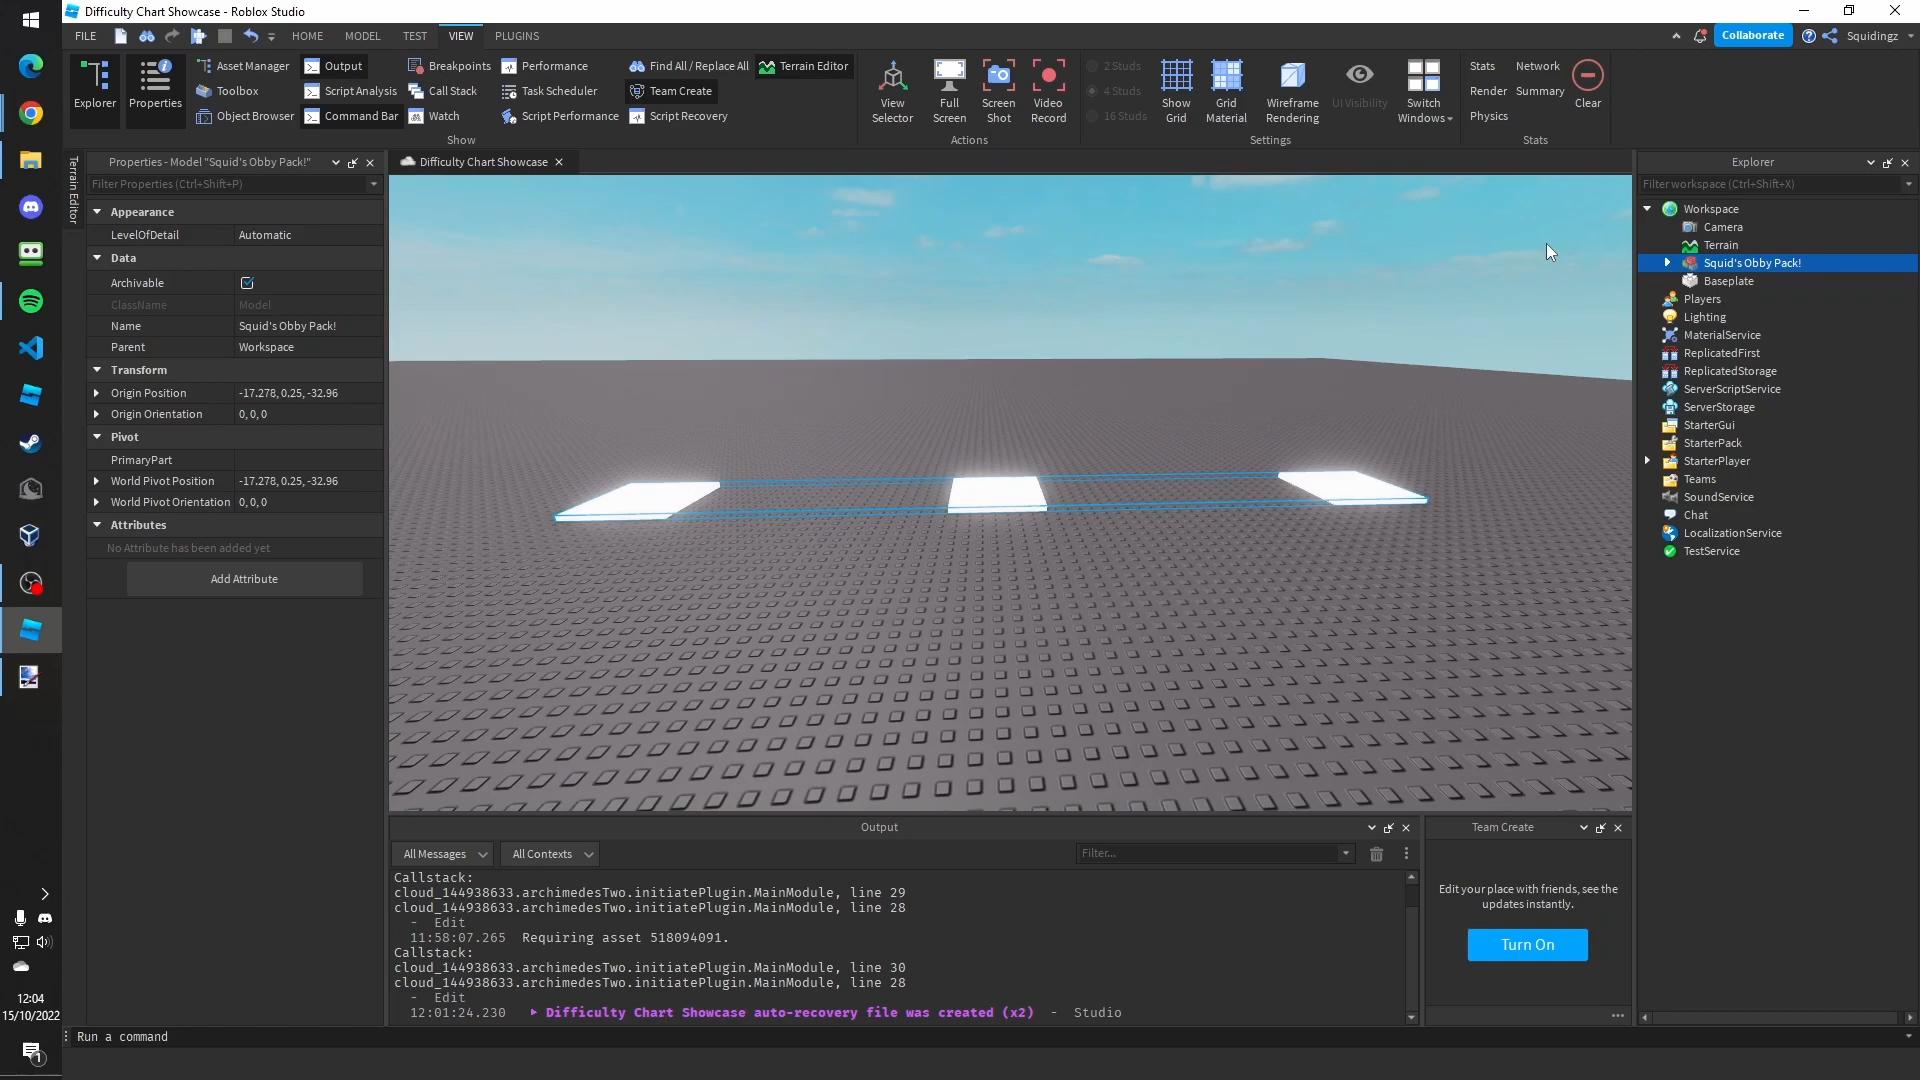 Difficulty Chart Showcase - Roblox Studio
FILE
HOME
MODEL
TEST
VIEW
PLUGINS
Collaborate
Squidingz
Explorer
Properties
Asset Manager
Toolbox
Object Browser
Output
Script Analysis
Command Bar
Breakpoints
Call Stack
Watch
Performance
Task Scheduler
Script Performance
Find All / Replace All
Team Create
Script Recovery
Terrain Editor
Show
View
Selector
Full
Screen
Screen
Shot
Video
Record
Actions
2 Studs
4 Studs
16 Studs
Show
Grid
Grid
Material
Wireframe
Rendering
UI Visibility
Switch
Windows
Settings
Stats
Network
Render
Summary
Physics
Clear
Stats
Terrain Editor
Properties - Model "Squid's Obby Pack!"
Filter Properties (Ctrl+Shift+P)
Appearance
LevelOfDetail Automatic
Data
Archivable
ClassName Model
Name Squid's Obby Pack!
Parent Workspace
Transform
Origin Position -17.278, 0.25, -32.96
Origin Orientation 0, 0, 0
Pivot
PrimaryPart
World Pivot Position -17.278, 0.25, -32.96
World Pivot Orientation 0, 0, 0
Attributes
No Attribute has been added yet
Add Attribute
Difficulty Chart Showcase
Explorer
Filter workspace (Ctrl+Shift+X)
Workspace
Camera
Terrain
Squid's Obby Pack!
Baseplate
Players
Lighting
MaterialService
ReplicatedFirst
ReplicatedStorage
ServerScriptService
ServerStorage
StarterGui
StarterPack
StarterPlayer
Teams
SoundService
Chat
LocalizationService
TestService
Output
All Messages
All Contexts
Filter...
Callstack:
cloud_144938633.archimedesTwo.initiatePlugin.MainModule, line 29
cloud_144938633.archimedesTwo.initiatePlugin.MainModule, line 28
- Edit
11:58:07.265 Requiring asset 518094091.
Callstack:
cloud_144938633.archimedesTwo.initiatePlugin.MainModule, line 30
cloud_144938633.archimedesTwo.initiatePlugin.MainModule, line 28
- Edit
12:01:24.230 Difficulty Chart Showcase auto-recovery file was created (x2) - Studio
Team Create
Edit your place with friends, see the
updates instantly.
Turn On
Run a command
12:04
15/10/2022
1